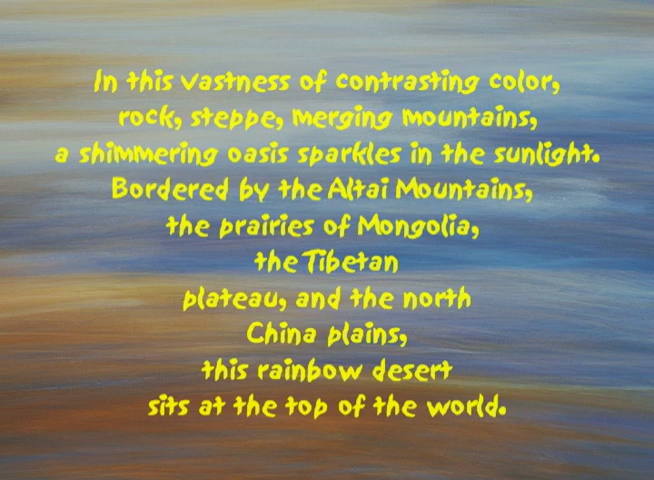 In this vastness of contrasting color,
rock, steppe, merging mountains,
a shimmering oasis sparkles in the sunlight.
Bordered by the Altai Mountains,
the prairies of Mongolia,
the Tibetan
plateau, and the north
China plains,
this rainbow desert
sits at the top of the world.